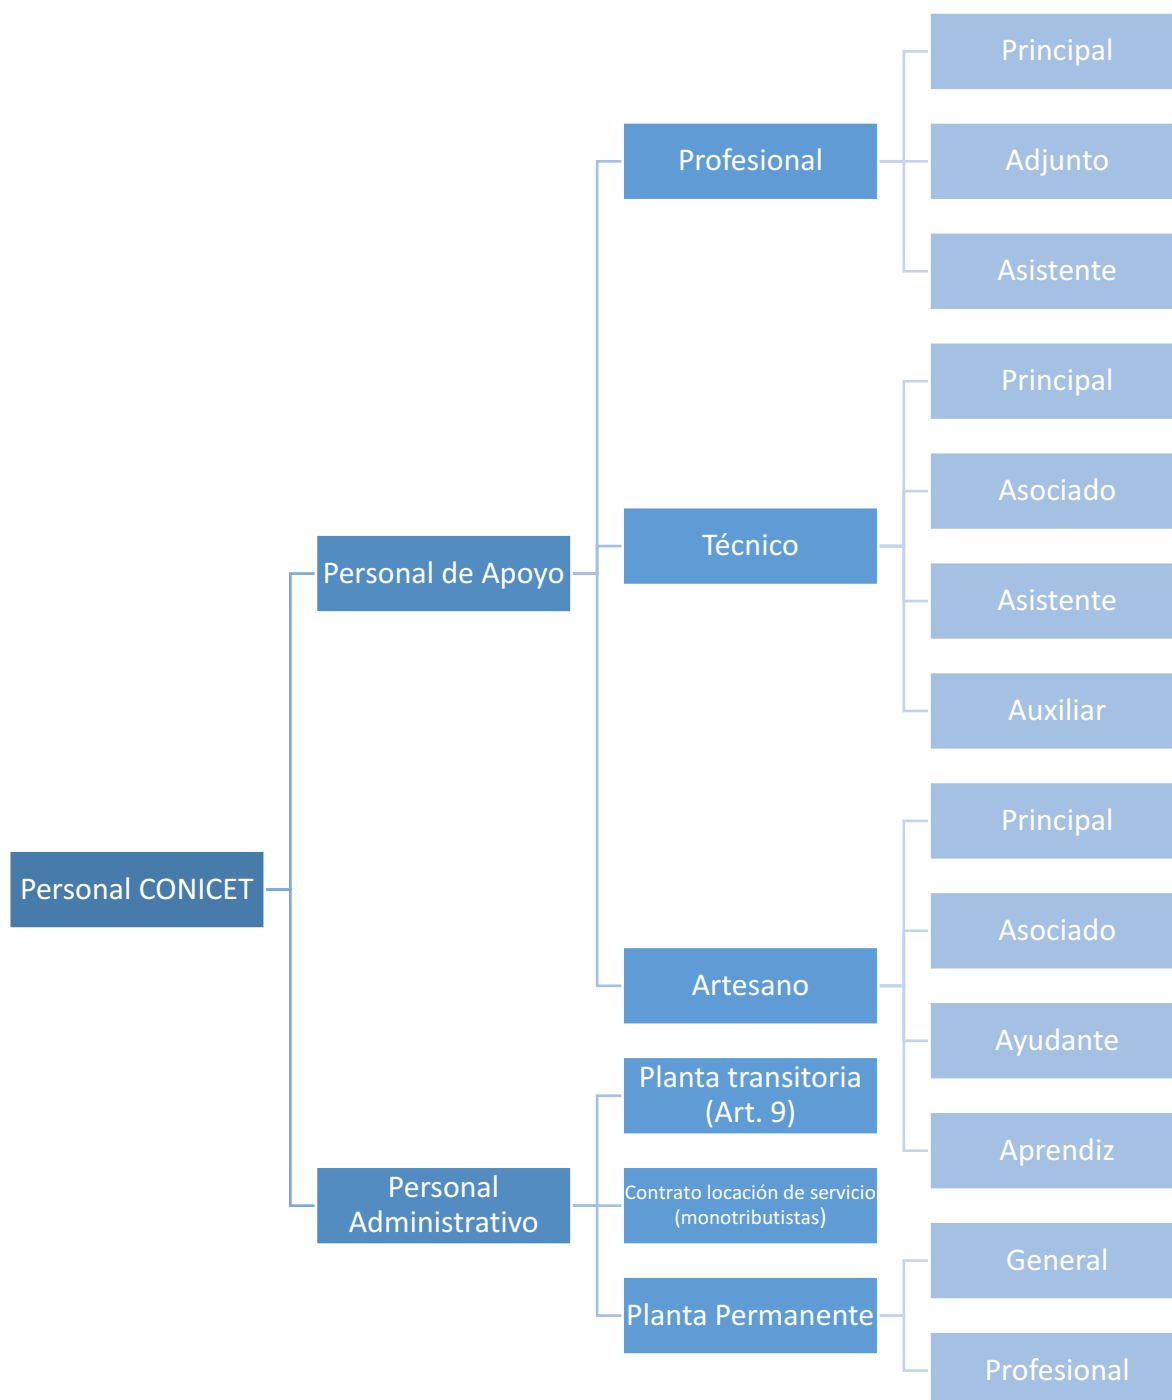 Personal CONICET
Personal de Apoyo
Profesional
Principal
Adjunto
Asistente
Técnico
Principal
Asociado
Asistente
Auxiliar
Artesano
Principal
Asociado
Ayudante
Aprendiz
Personal
Administrativo
Planta transitoria
(Art. 9)
Contrato locación de servicio
(monotributistas)
Planta Permanente
General
Profesional